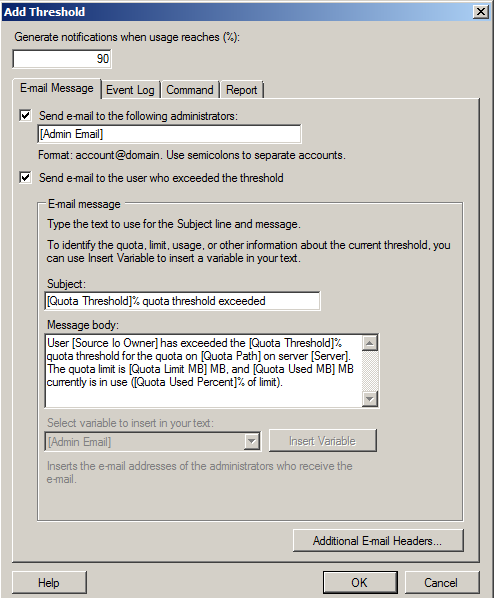 Add Threshold
Generate notifications when usage reaches (%):
90
E-mail Message
Event Log
Command
Report
Send e-mail to the following administrators:
[Admin Email]
Format: account@domain. Use semicolons to separate accounts.
Send e-mail to the user who exceeded the threshold
E-mail message
Type the text to use for the Subject line and message.
To identify the quota, limit, usage, or other information about the current threshold, you
can use Insert Variable to insert a variable in your text.
Subject:
[Quota Threshold]% quota threshold exceeded
Message body:
User [Source Io Owner] has exceeded the [Quota Threshold]%
quota threshold for the quota on [Quota Path] on server [Server].
The quota limit is [Quota Limit MB] MB, and [Quota Used MB] MB
currently is in use ([Quota Used Percent]% of limit).
Select variable to insert in your text:
[Admin Email]
Insert Variable
Inserts the e-mail addresses of the administrators who receive the
e-mail.
Additional E-mail Headers...
Help
OK
Cancel